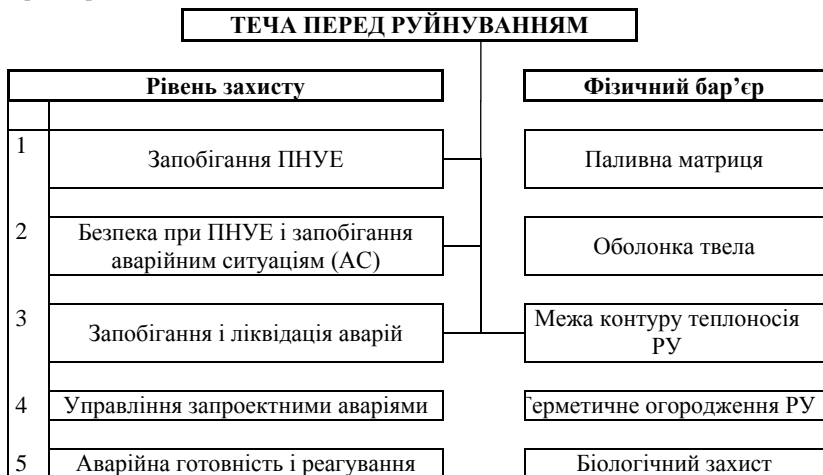 ТЕЧА ПЕРЕД РУЙНУВАННЯМ
Рівень захисту
Фізичний бар’єр
1
Запобігання ПНУЕ
Паливна матриця
2
Безпека при ПНУЕ і запобігання
аварійним ситуаціям (АС)
Оболонка твела
3
Запобігання і ліквідація аварій
Межа контуру теплоносія
РУ
4
Управління запроектними аваріями
Герметичне огородження РУ
5
Аварійна готовність і реагування
Біологічний захист